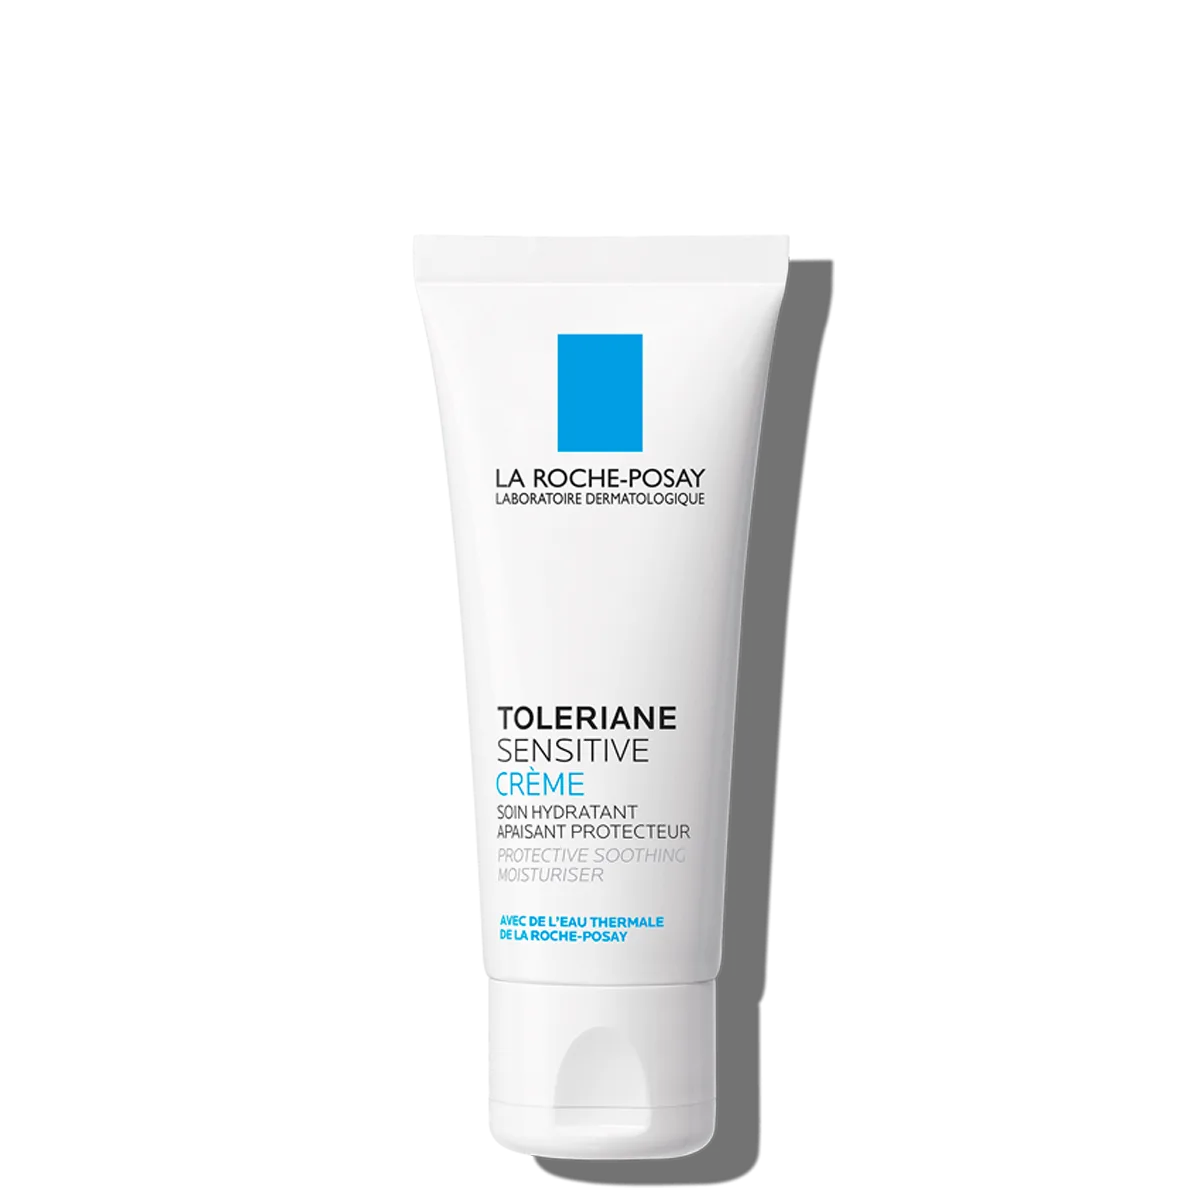 LA ROCHE-POSAY
LABORATOIRE DERMATOLOGIQUE
TOLERIANE
SENSITIVE
CRÈME
SOIN HYDRATANT
APAISANT PROTECTEUR
PROTECTIVE SOOTHING
MOISTURISER
AVEC DE L'EAU THERMALE
DE LA ROCHE-POSAY